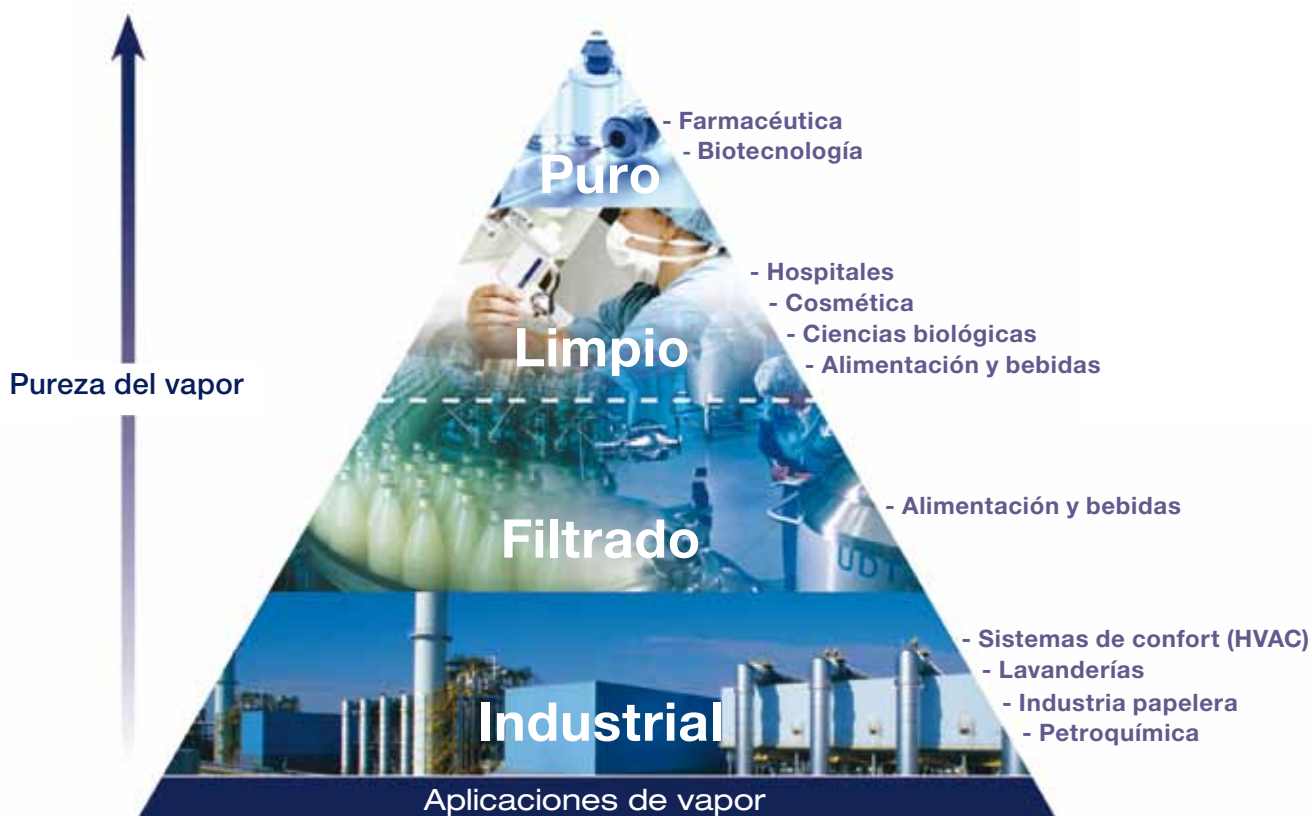 - Farmacéutica
- Biotecnología
Puro
- Hospitales
- Cosmética
- Ciencias biológicas
- Alimentación y bebidas
Limpio
Pureza del vapor
- Alimentación y bebidas
Filtrado
UDT
- Sistemas de confort (HVAC)
- Lavanderías
- Industria papelera
- Petroquímica
Industrial
Aplicaciones de vapor